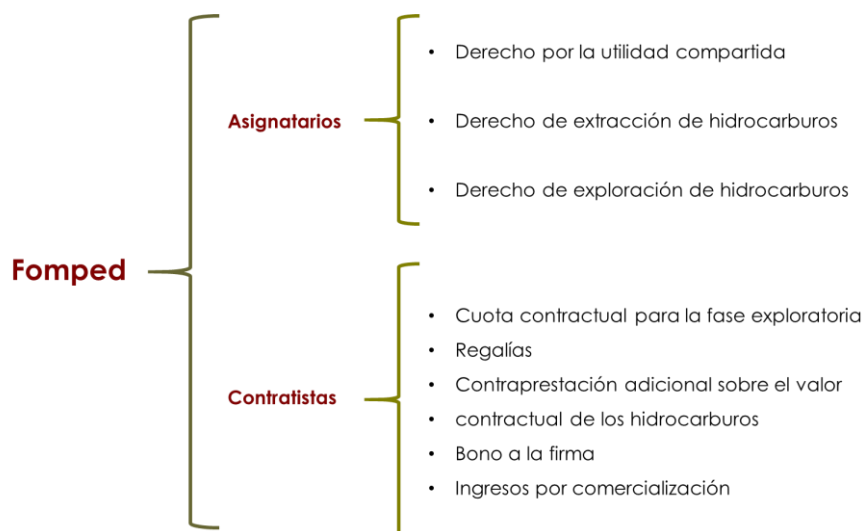 Fomped
Asignatarios
• Derecho por la utilidad compartida
• Derecho de extracción de hidrocarburos
• Derecho de exploración de hidrocarburos
Contratistas
• Cuota contractual para la fase exploratoria
• Regalías
• Contraprestación adicional sobre el valor
• contractual de los hidrocarburos
• Bono a la firma
• Ingresos por comercialización